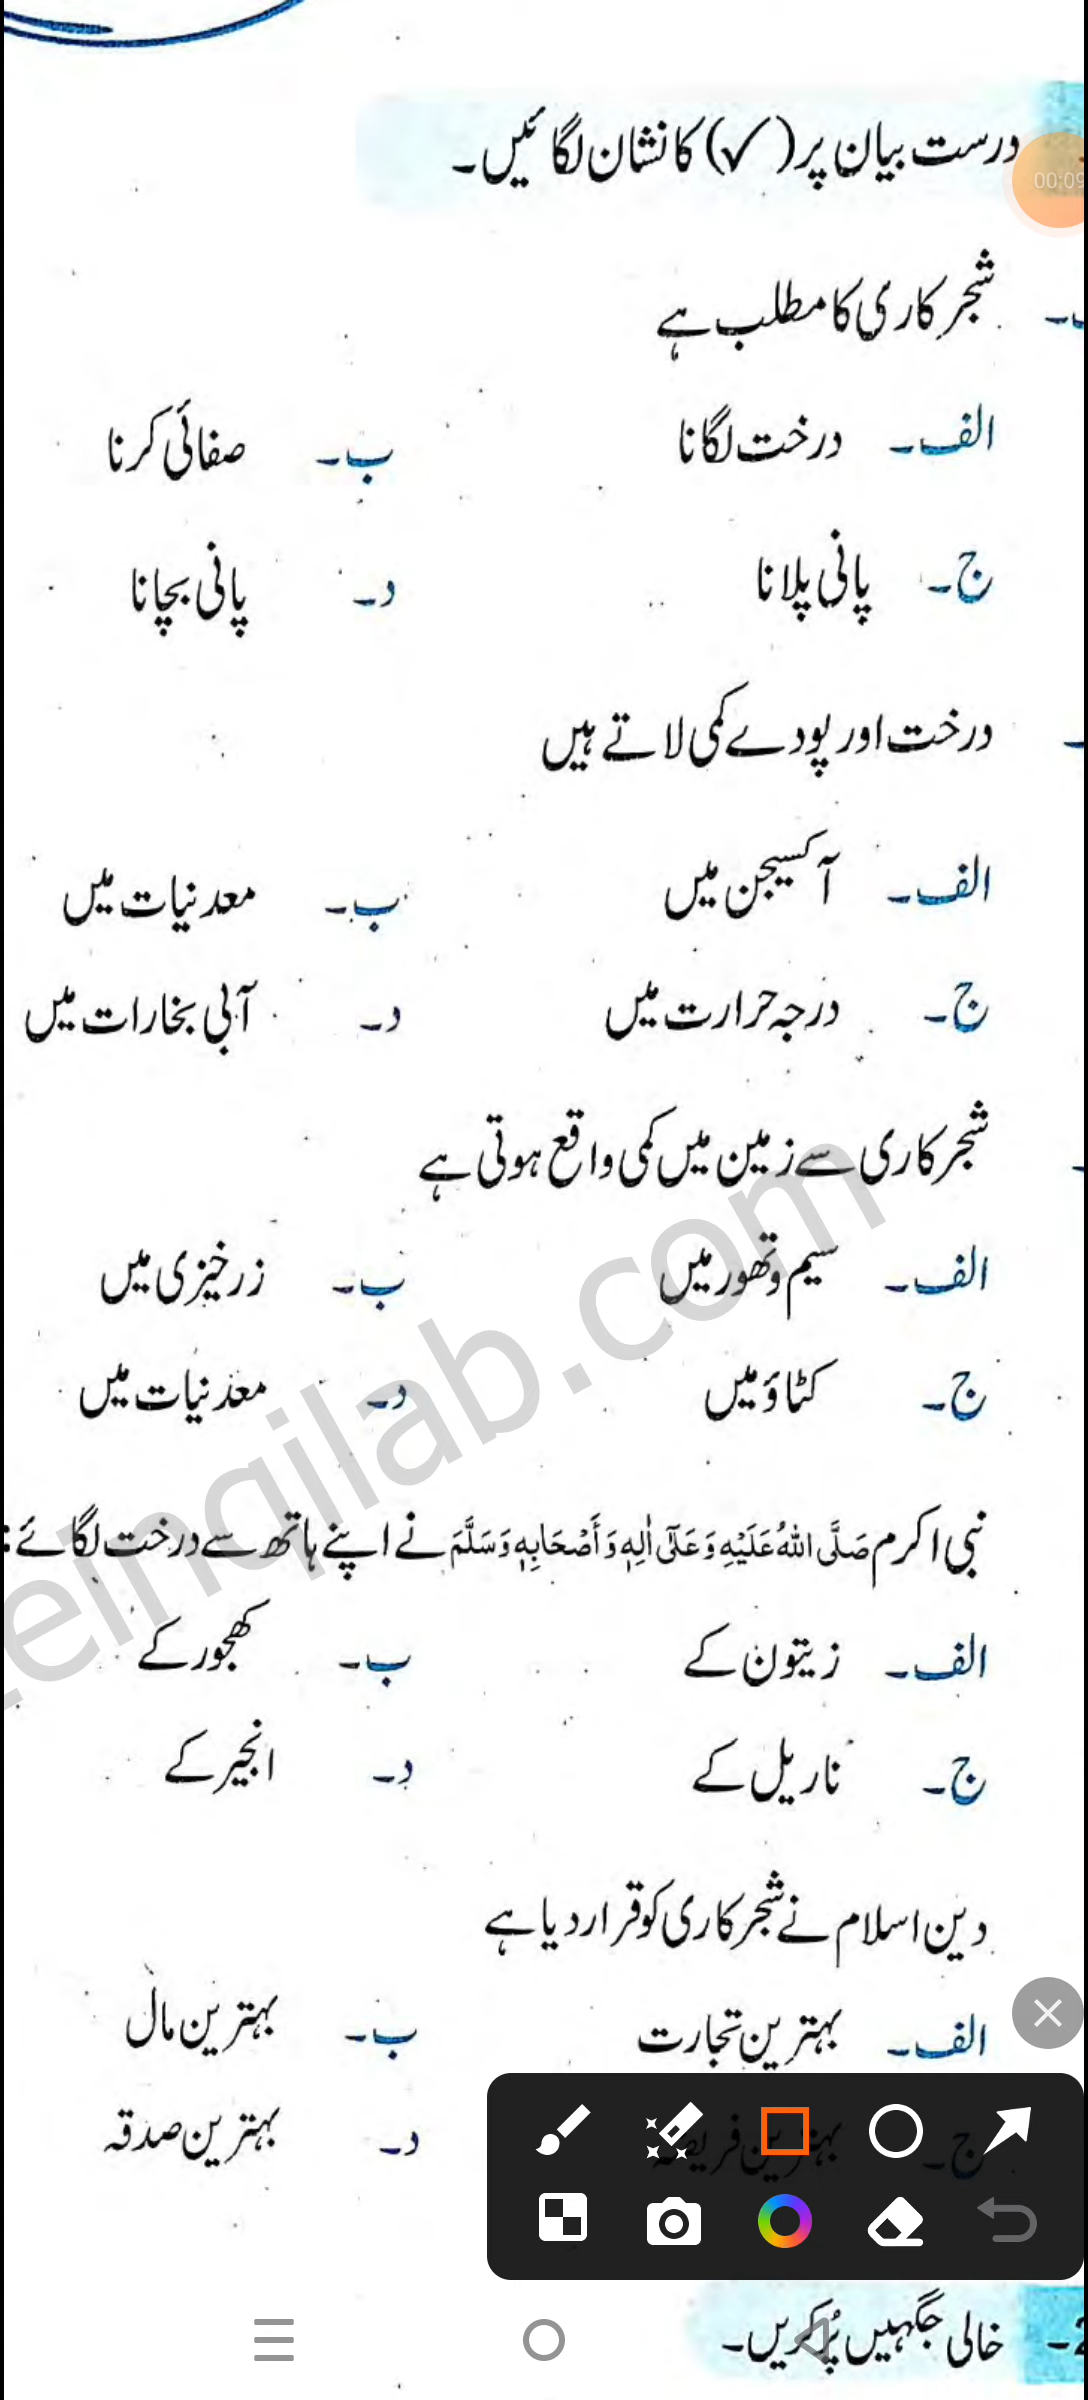 درست بیان پر (✓) کا نشان لگائیں۔
00:09
شجر کاری کا مطلب ہے
الف۔ درخت لگانا ب۔ صفائی کرنا
ج۔ پانی پلانا د۔ پانی بچانا
درخت اور پودے کمی لاتے ہیں
الف۔ آکسیجن میں ب۔ معدنیات میں
ج۔ درجہ حرارت میں د۔ آبی بخارات میں
شجر کاری سے زمین میں کمی واقع ہوتی ہے
الف۔ سیم و تھور میں ب۔ زرخیزی میں
ج۔ کٹاؤ میں د۔ معدنیات میں
نبی اکرم صَلَّی اللهُ عَلَیْهِ وَعَلٰٓی اٰلِهٖ وَاَصْحَابِهٖ وَسَلَّمَ نے اپنے ہاتھ سے درخت لگائے:
الف۔ زیتون کے ب۔ کھجور کے
ج۔ ناریل کے د۔ انجیر کے
دین اسلام نے شجر کاری کو قرار دیا ہے
الف۔ بہترین تجارت ب۔ بہترین مال
ج۔ بہترین فریضہ د۔ بہترین صدقہ
2۔ خالی جگہیں پُر کریں۔
einqilab.com